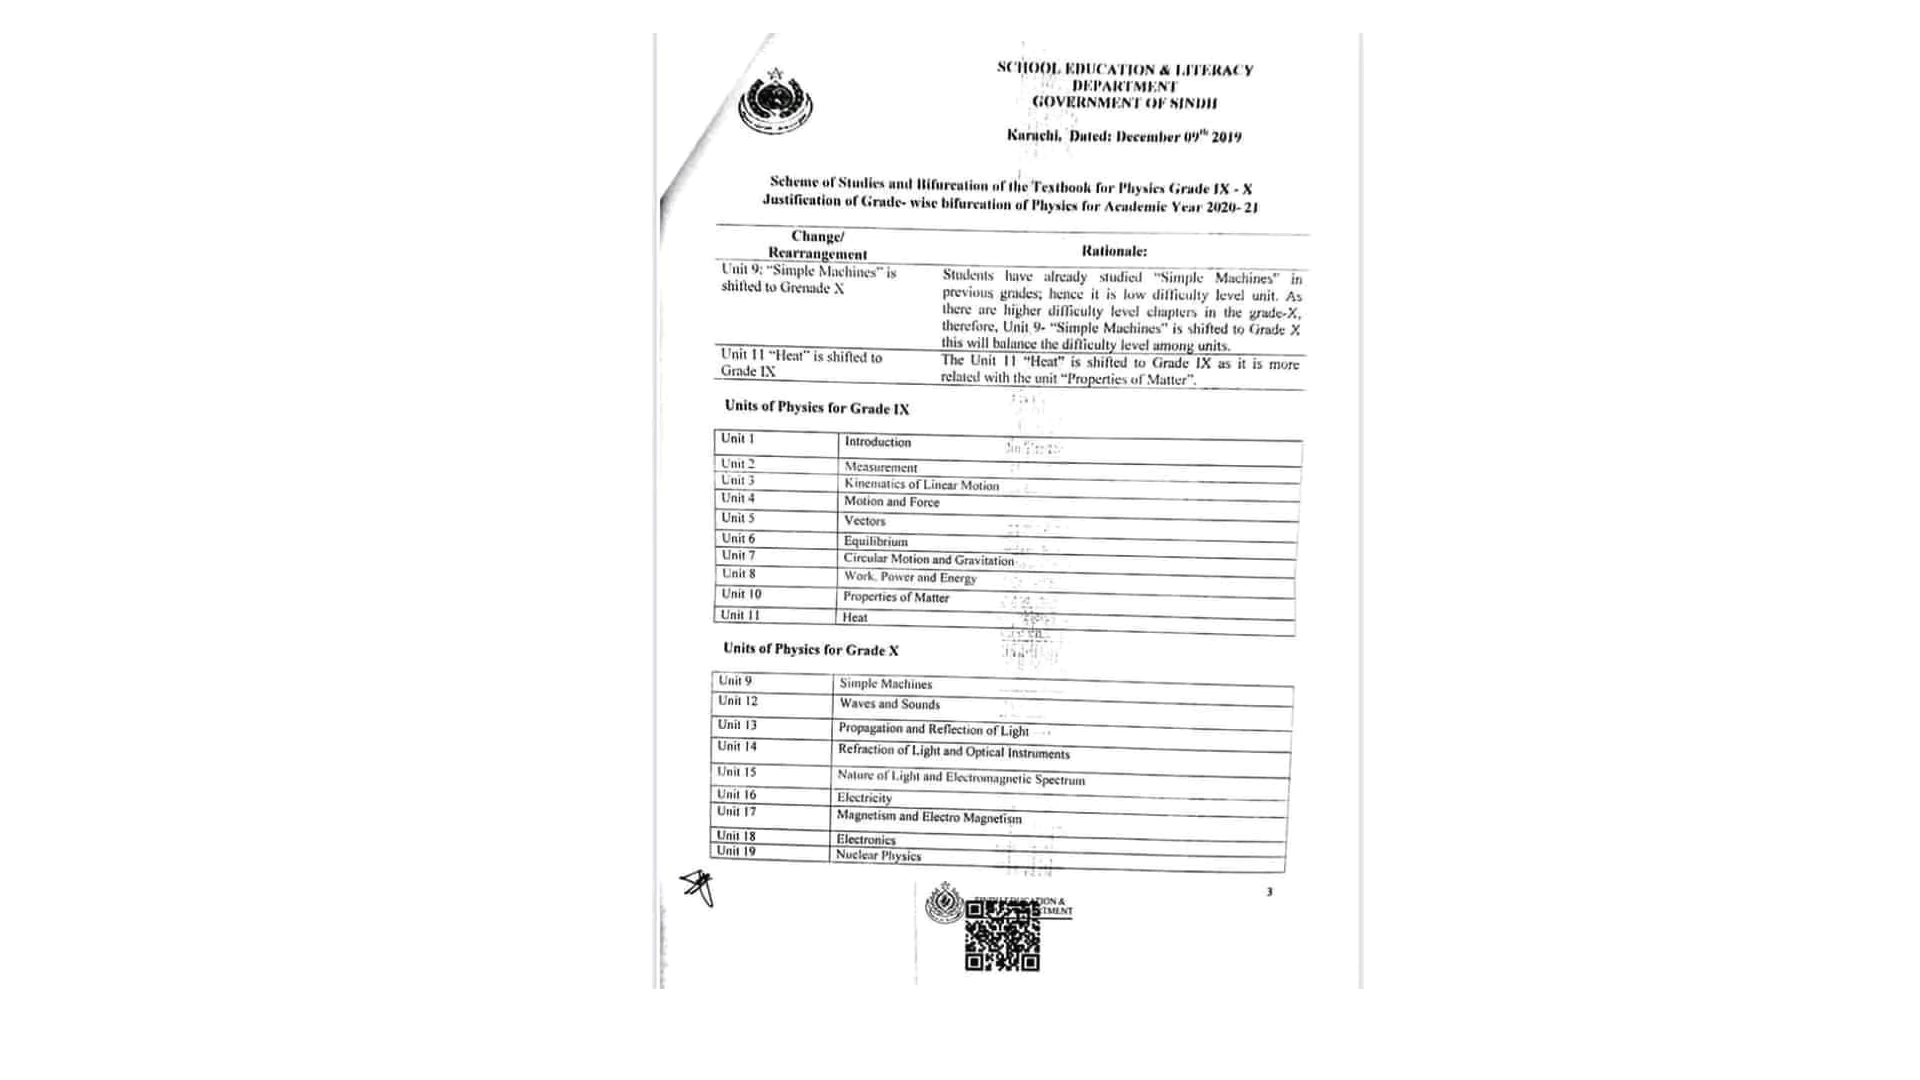 SCHOOL EDUCATION & LITERACY
DEPARTMENT
GOVERNMENT OF SINDH
Karachi, Dated: December 09th 2019
Scheme of Studies and Bifurcation of the Textbook for Physics Grade IX - X
Justification of Grade- wise bifurcation of Physics for Academic Year 2020- 21
Change/
Rearrangement
Rationale:
Unit 9: “Simple Machines” is
shifted to Grenade X
Students have already studied “Simple Machines” in
previous grades; hence it is low difficulty level unit. As
there are higher difficulty level chapters in the grade-X,
therefore, Unit 9- “Simple Machines” is shifted to Grade X
this will balance the difficulty level among units.
Unit 11 “Heat” is shifted to
Grade IX
The Unit 11 “Heat” is shifted to Grade IX as it is more
related with the unit “Properties of Matter”.
Units of Physics for Grade IX
Unit 1 Introduction
Unit 2 Measurement
Unit 3 Kinematics of Linear Motion
Unit 4 Motion and Force
Unit 5 Vectors
Unit 6 Equilibrium
Unit 7 Circular Motion and Gravitation
Unit 8 Work, Power and Energy
Unit 10 Properties of Matter
Unit 11 Heat
Units of Physics for Grade X
Unit 9 Simple Machines
Unit 12 Waves and Sounds
Unit 13 Propagation and Reflection of Light
Unit 14 Refraction of Light and Optical Instruments
Unit 15 Nature of Light and Electromagnetic Spectrum
Unit 16 Electricity
Unit 17 Magnetism and Electro Magnetism
Unit 18 Electronics
Unit 19 Nuclear Physics
3